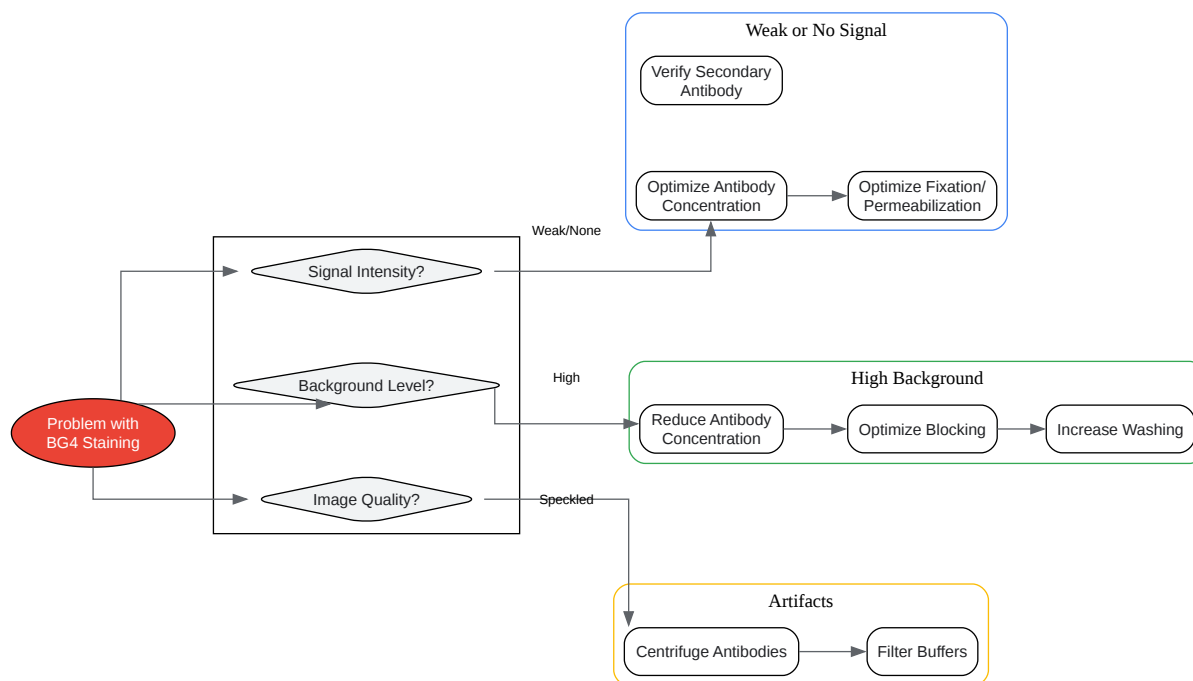 Weak or No Signal
Verify Secondary
Antibody
Optimize Antibody
Concentration
Optimize Fixation/
Permeabilization
Weak/None
Signal Intensity?
Background Level?
High
High Background
Reduce Antibody
Concentration
Optimize Blocking
Increase Washing
Problem with
BG4 Staining
Image Quality?
Speckled
Artifacts
Centrifuge Antibodies
Filter Buffers